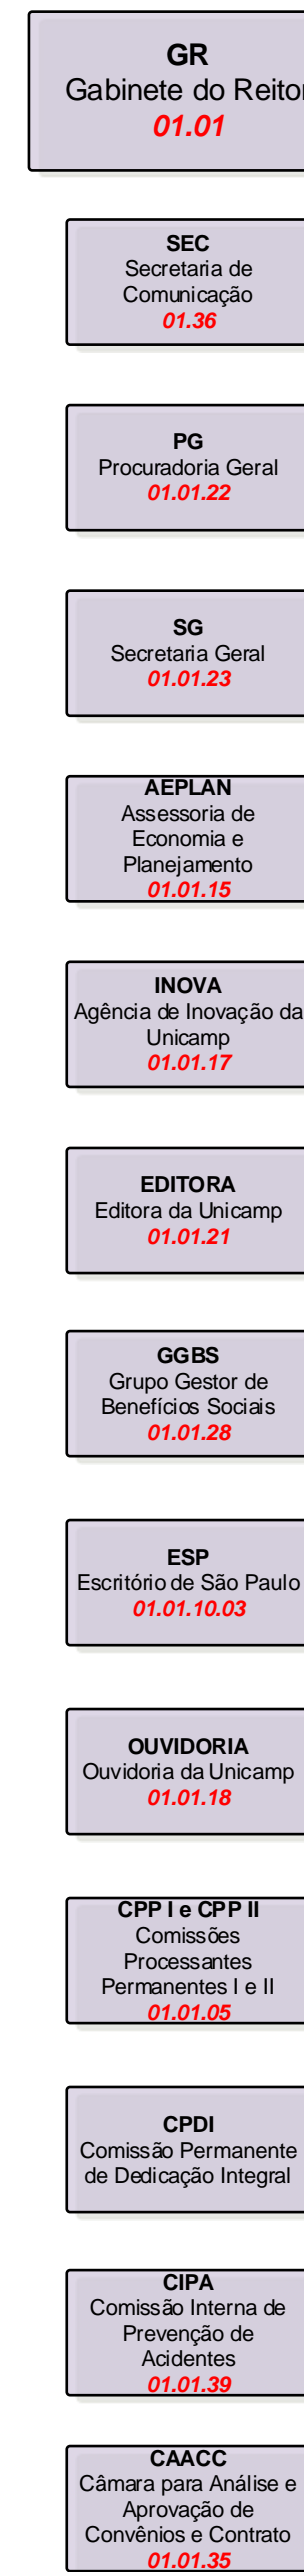 GR
Gabinete do Reitor
01.01
SEC
Secretaria de
Comunicação
01.36
PG
Procuradoria Geral
01.01.22
SG
Secretaria Geral
01.01.23
AEPLAN
Assessoria de
Economia e
Planejamento
01.01.15
INOVA
Agência de Inovação da
Unicamp
01.01.17
EDITORA
Editora da Unicamp
01.01.21
GGBS
Grupo Gestor de
Benefícios Sociais
01.01.28
ESP
Escritório de São Paulo
01.01.10.03
OUVIDORIA
Ouvidoria da Unicamp
01.01.18
CPP I e CPP II
Comissões
Processantes
Permanentes I e II
01.01.05
CPDI
Comissão Permanente
de Dedicação Integral
CIPA
Comissão Interna de
Prevenção de
Acidentes
01.01.39
CAACC
Câmara para Análise e
Aprovação de
Convênios e Contrato
01.01.35